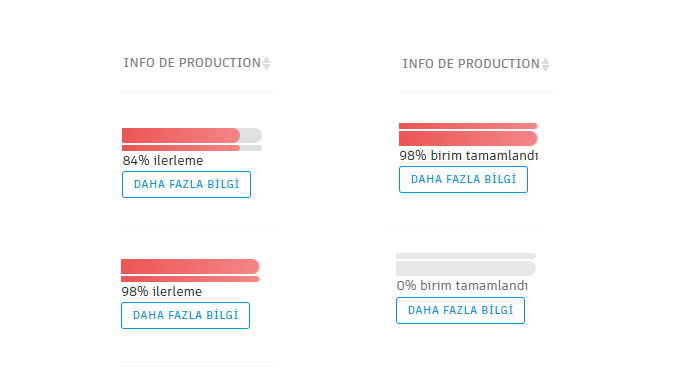 INFO DE PRODUCTION
84% ilerleme
DAHA FAZLA BİLGİ
98% ilerleme
DAHA FAZLA BİLGİ
INFO DE PRODUCTION
98% birim tamamlandı
DAHA FAZLA BİLGİ
0% birim tamamlandı
DAHA FAZLA BİLGİ